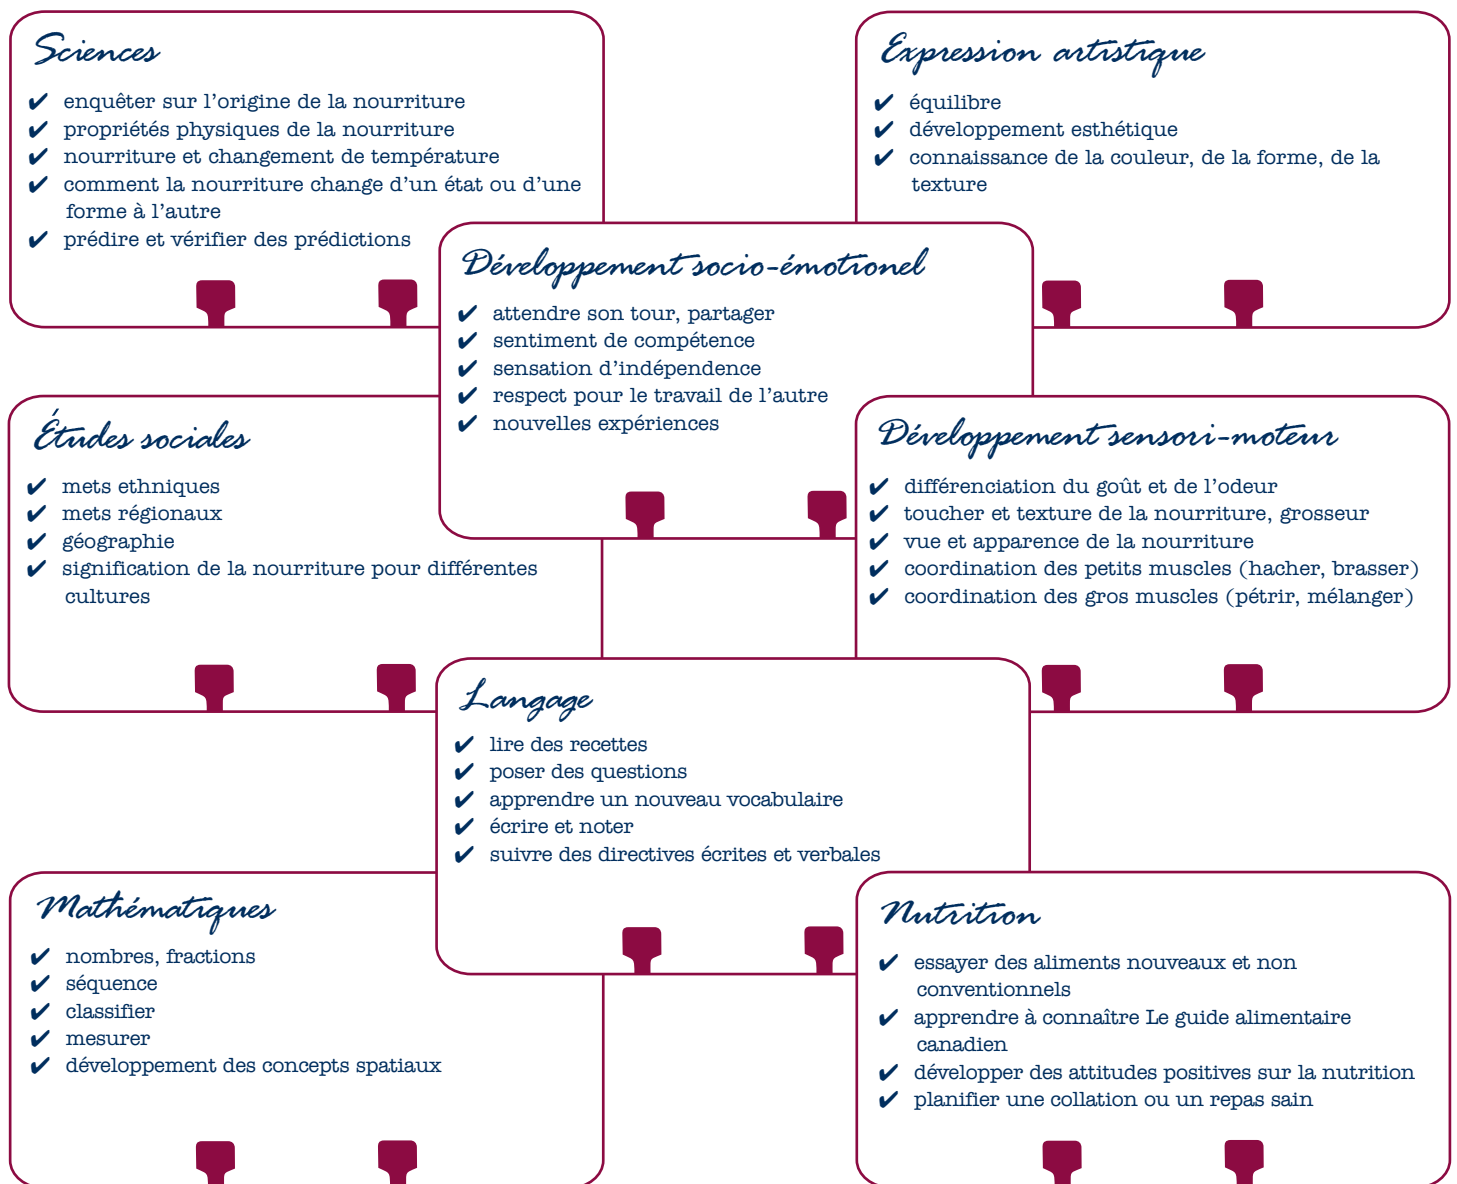 Sciences
✔ enquêter sur l'origine de la nourriture
✔ propriétés physiques de la nourriture
✔ nourriture et changement de température
✔ comment la nourriture change d'un état ou d'une
forme à l'autre
✔ prédire et vérifier des prédictions
Expression artistique
✔ équilibre
✔ développement esthétique
✔ connaissance de la couleur, de la forme, de la
texture
Développement socio-émotionel
✔ attendre son tour, partager
✔ sentiment de compétence
✔ sensation d'indépendence
✔ respect pour le travail de l'autre
✔ nouvelles expériences
Études sociales
✔ mets ethniques
✔ mets régionaux
✔ géographie
✔ signification de la nourriture pour différentes
cultures
Développement sensori-moteur
✔ différenciation du goût et de l'odeur
✔ toucher et texture de la nourriture, grosseur
✔ vue et apparence de la nourriture
✔ coordination des petits muscles (hacher, brasser)
✔ coordination des gros muscles (pétrir, mélanger)
Langage
✔ lire des recettes
✔ poser des questions
✔ apprendre un nouveau vocabulaire
✔ écrire et noter
✔ suivre des directives écrites et verbales
Mathématiques
✔ nombres, fractions
✔ séquence
✔ classifier
✔ mesurer
✔ développement des concepts spatiaux
Nutrition
✔ essayer des aliments nouveaux et non
conventionnels
✔ apprendre à connaître Le guide alimentaire
canadien
✔ développer des attitudes positives sur la nutrition
✔ planifier une collation ou un repas sain